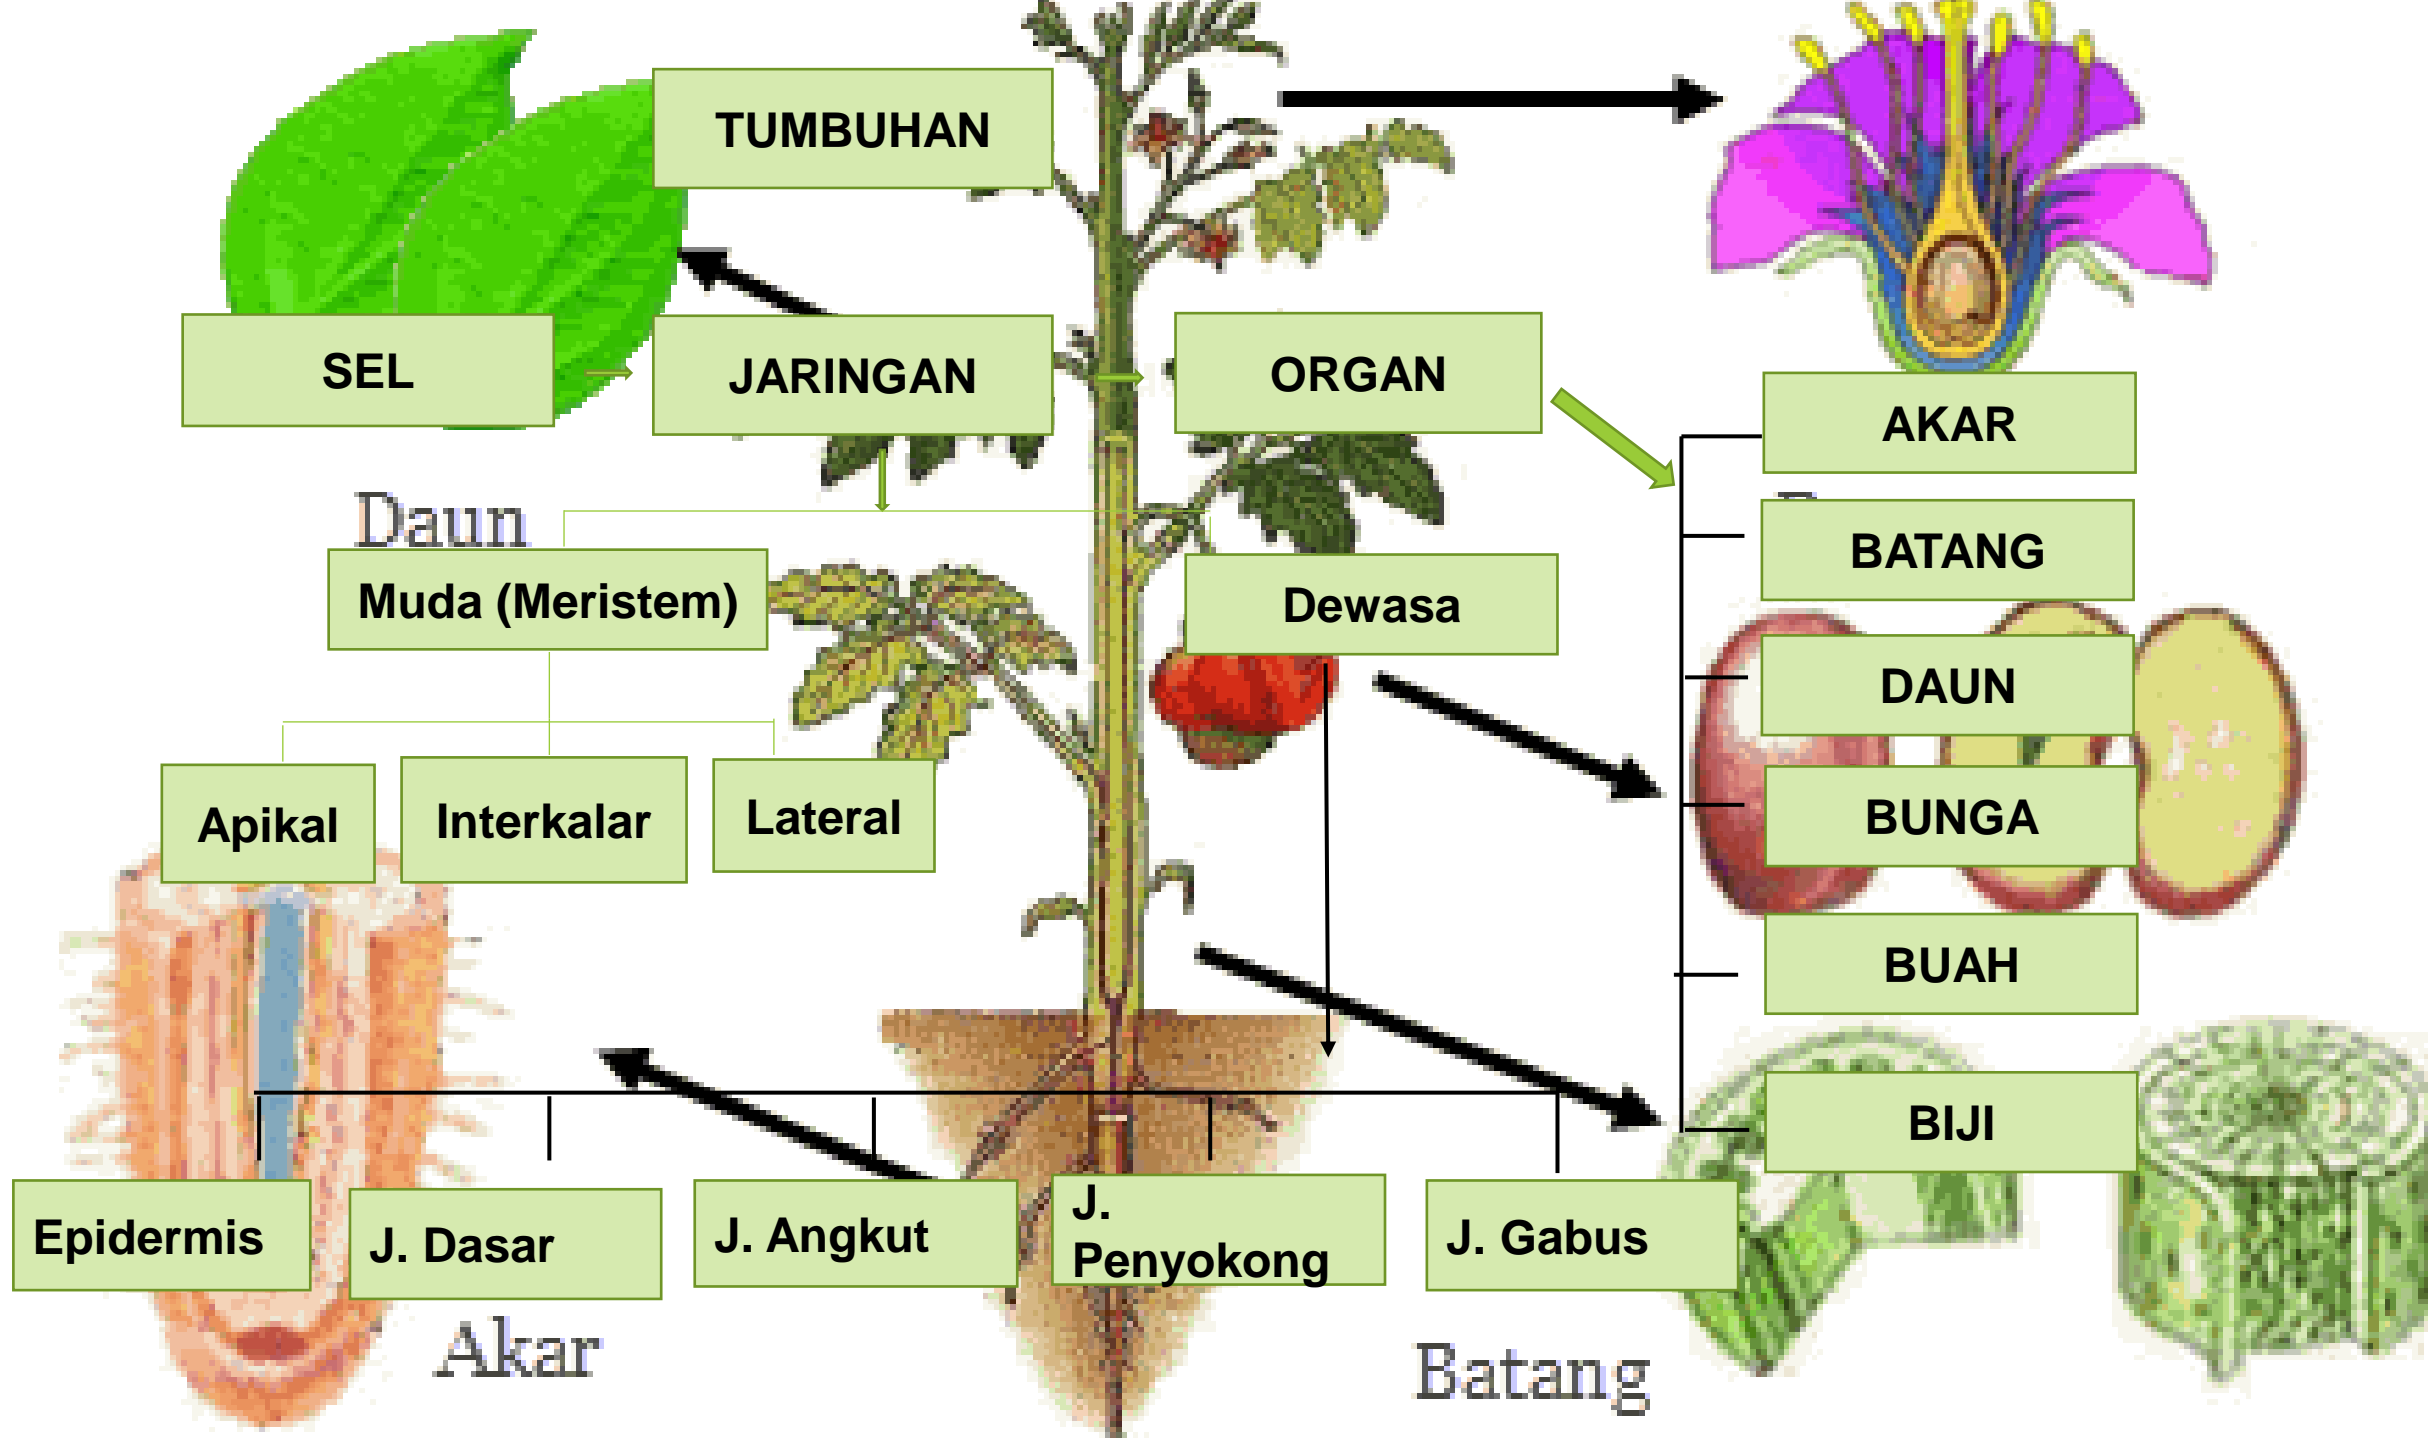 TUMBUHAN
SEL
JARINGAN
ORGAN
AKAR
BATANG
DAUN
BUNGA
BUAH
BIJI
Daun
Muda (Meristem)
Dewasa
Apikal
Interkalar
Lateral
Epidermis
J. Dasar
J. Angkut
J.
Penyokong
J. Gabus
Akar
Batang